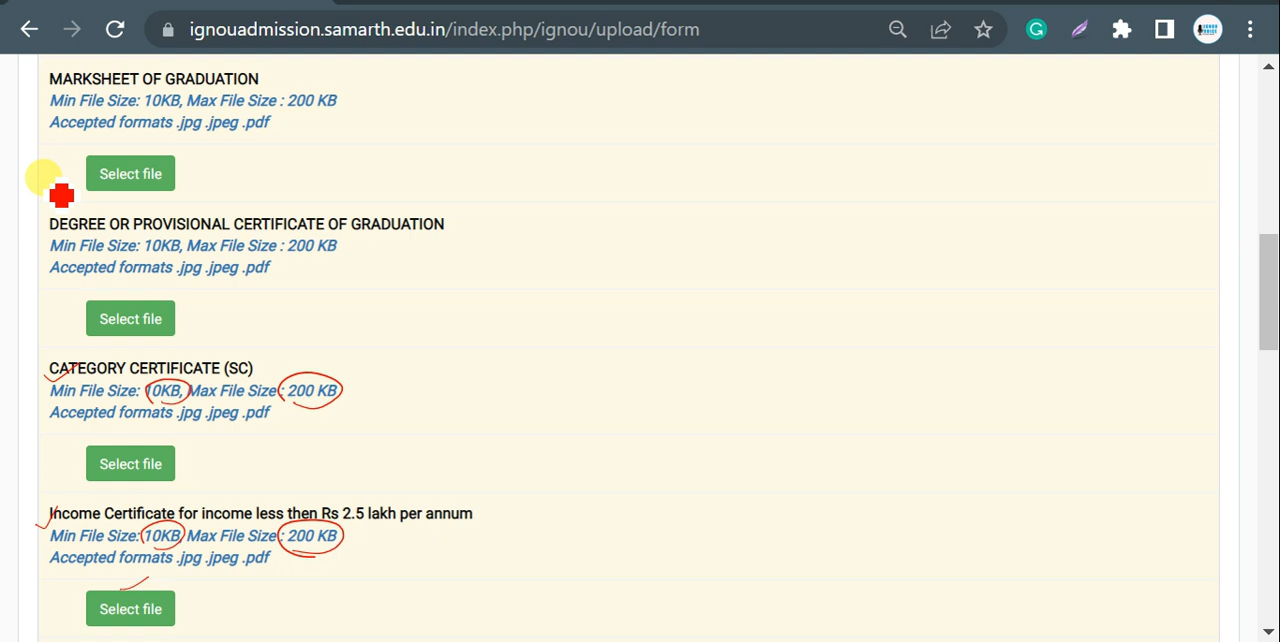 ignouadmission.samarth.edu.in/index.php/ignou/upload/form
MARKSHEET OF GRADUATION
Min File Size: 10KB, Max File Size : 200 KB
Accepted formats .jpg .jpeg .pdf
Select file
DEGREE OR PROVISIONAL CERTIFICATE OF GRADUATION
Min File Size: 10KB, Max File Size : 200 KB
Accepted formats .jpg .jpeg .pdf
Select file
CATEGORY CERTIFICATE (SC)
Min File Size: 10KB, Max File Size : 200 KB
Accepted formats .jpg .jpeg .pdf
Select file
Income Certificate for income less then Rs 2.5 lakh per annum
Min File Size: 10KB, Max File Size : 200 KB
Accepted formats .jpg .jpeg .pdf
Select file